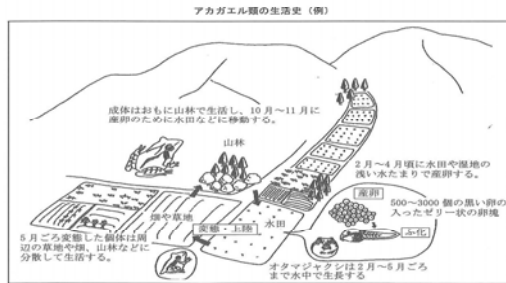 アカガエル類の生活史（例）
成体はおもに山林で生活し、10月～11月に
産卵のために水田などに移動する。
山林
2月～4月頃に水田や湿地の
浅い水たまりで産卵する。
産卵
500～3000個の黒い卵の
入ったゼリー状の卵塊
ふ化
畑や草地
水田
変態・上陸
5月ごろ変態した個体は周
辺の草地や畑、山林などに
分散して生活する。
オタマジャクシは2月～5月ごろ
まで水中で生長する